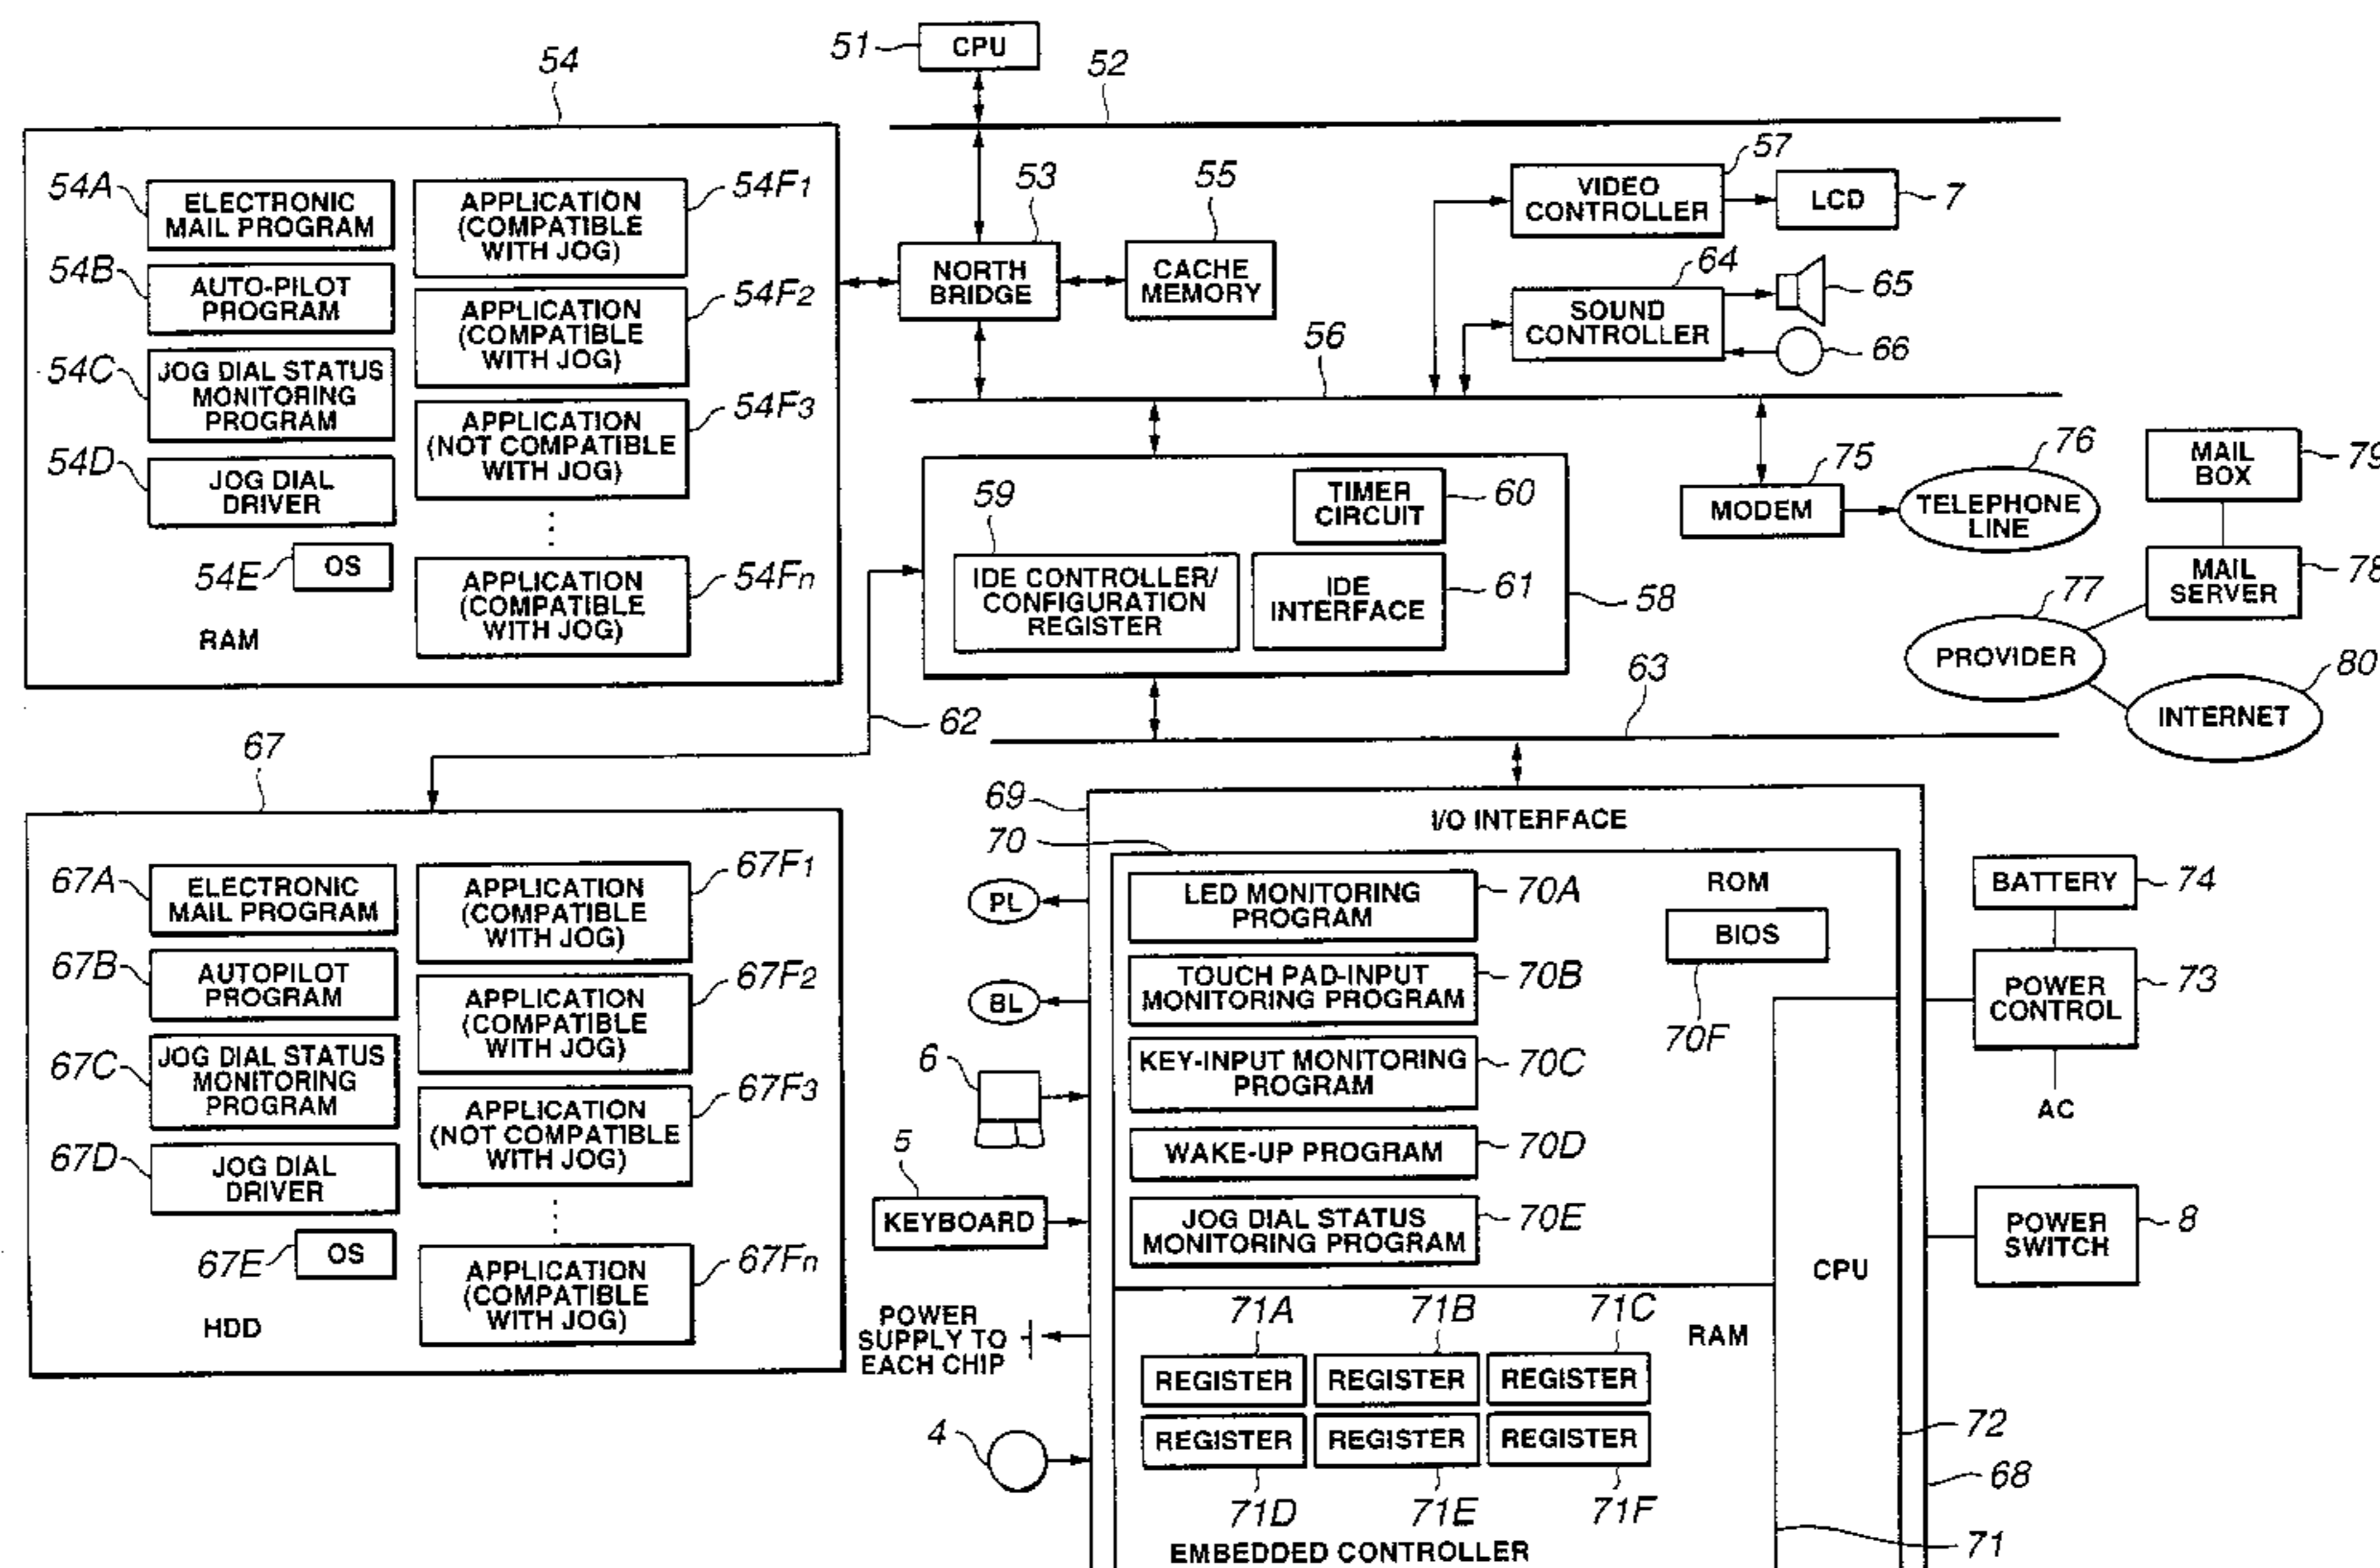 51
CPU
52
54
54A
ELECTRONIC
MAIL PROGRAM
54B
AUTO-PILOT
PROGRAM
54C
JOG DIAL STATUS
MONITORING
PROGRAM
54D
JOG DIAL
DRIVER
54E
OS
RAM
APPLICATION
(COMPATIBLE
WITH JOG)
54F1
APPLICATION
(COMPATIBLE
WITH JOG)
54F2
APPLICATION
(NOT COMPATIBLE
WITH JOG)
54F3
APPLICATION
(COMPATIBLE
WITH JOG)
54Fn
53
NORTH
BRIDGE
55
CACHE
MEMORY
57
VIDEO
CONTROLLER
LCD
7
64
SOUND
CONTROLLER
65
66
56
59
IDE CONTROLLER/
CONFIGURATION
REGISTER
TIMER
CIRCUIT
60
IDE
INTERFACE
61
58
75
MODEM
76
TELEPHONE
LINE
MAIL
BOX
79
MAIL
SERVER
78
77
PROVIDER
80
INTERNET
62
63
67
67A
ELECTRONIC
MAIL PROGRAM
67B
AUTOPILOT
PROGRAM
67C
JOG DIAL STATUS
MONITORING
PROGRAM
67D
JOG DIAL
DRIVER
67E
OS
HDD
APPLICATION
(COMPATIBLE
WITH JOG)
67F1
APPLICATION
(COMPATIBLE
WITH JOG)
67F2
APPLICATION
(NOT COMPATIBLE
WITH JOG)
67F3
APPLICATION
(COMPATIBLE
WITH JOG)
67Fn
69
I/O INTERFACE
70
PL
BL
6
5
KEYBOARD
POWER
SUPPLY TO
EACH CHIP
4
LED MONITORING
PROGRAM
70A
TOUCH PAD-INPUT
MONITORING PROGRAM
70B
KEY-INPUT MONITORING
PROGRAM
70C
WAKE-UP PROGRAM
70D
JOG DIAL STATUS
MONITORING PROGRAM
70E
ROM
BIOS
70F
CPU
RAM
71A
71B
71C
REGISTER
REGISTER
REGISTER
REGISTER
REGISTER
REGISTER
71D
71E
71F
EMBEDDED CONTROLLER
BATTERY
74
POWER
CONTROL
73
AC
POWER
SWITCH
8
72
68
71